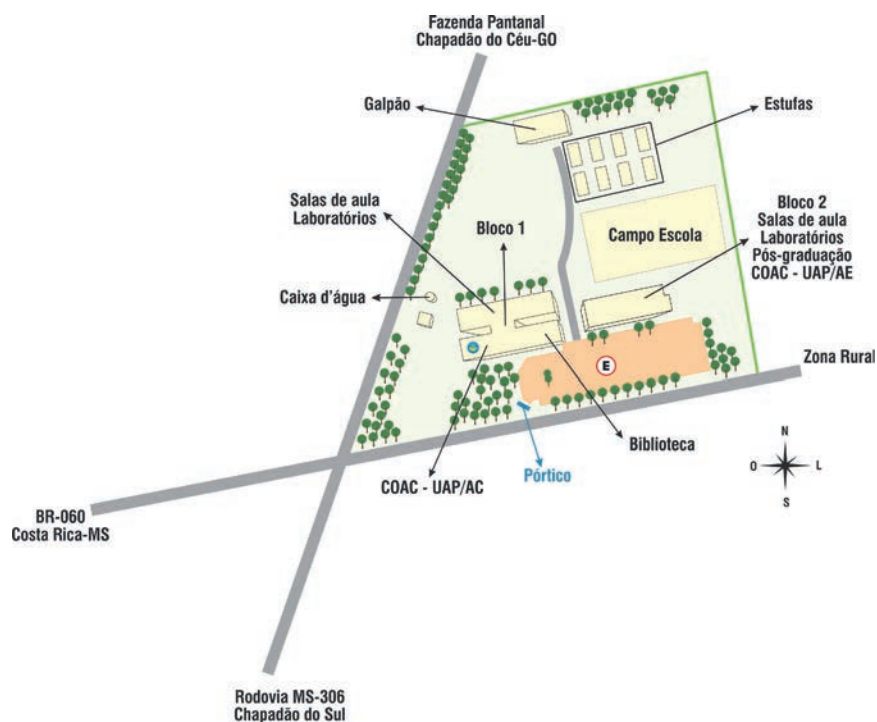 Fazenda Pantanal
Chapadão do Céu-GO
Galpão
Estufas
Salas de aula
Laboratórios
Bloco 1
Bloco 2
Salas de aula
Laboratórios
Pós-graduação
COAC - UAP/AE
Campo Escola
Caixa d'água
Zona Rural
E
Biblioteca
Pórtico
COAC - UAP/AC
N
O
L
S
BR-060
Costa Rica-MS
Rodovia MS-306
Chapadão do Sul